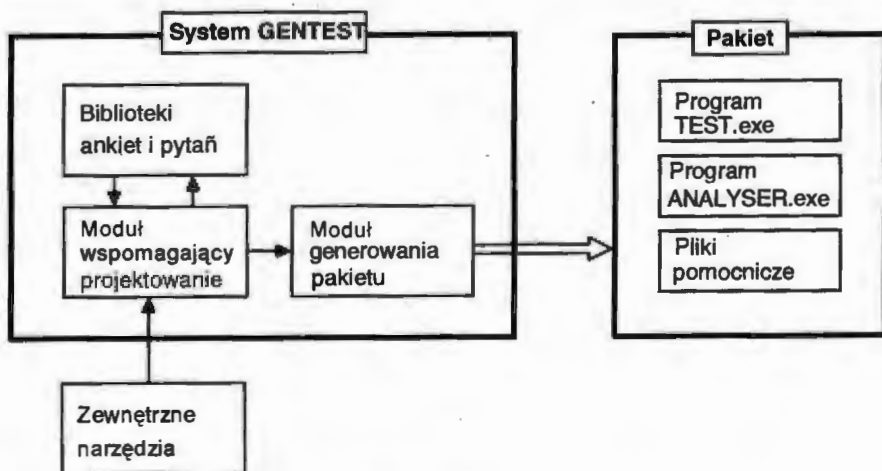 System GENTEST
Biblioteki
ankiet i pytań
Moduł
wspomagający
projektowanie
Moduł
generowania
pakietu
Zewnętrzne
narzędzia
Pakiet
Program
TEST.exe
Program
ANALYSER.exe
Pliki
pomocnicze